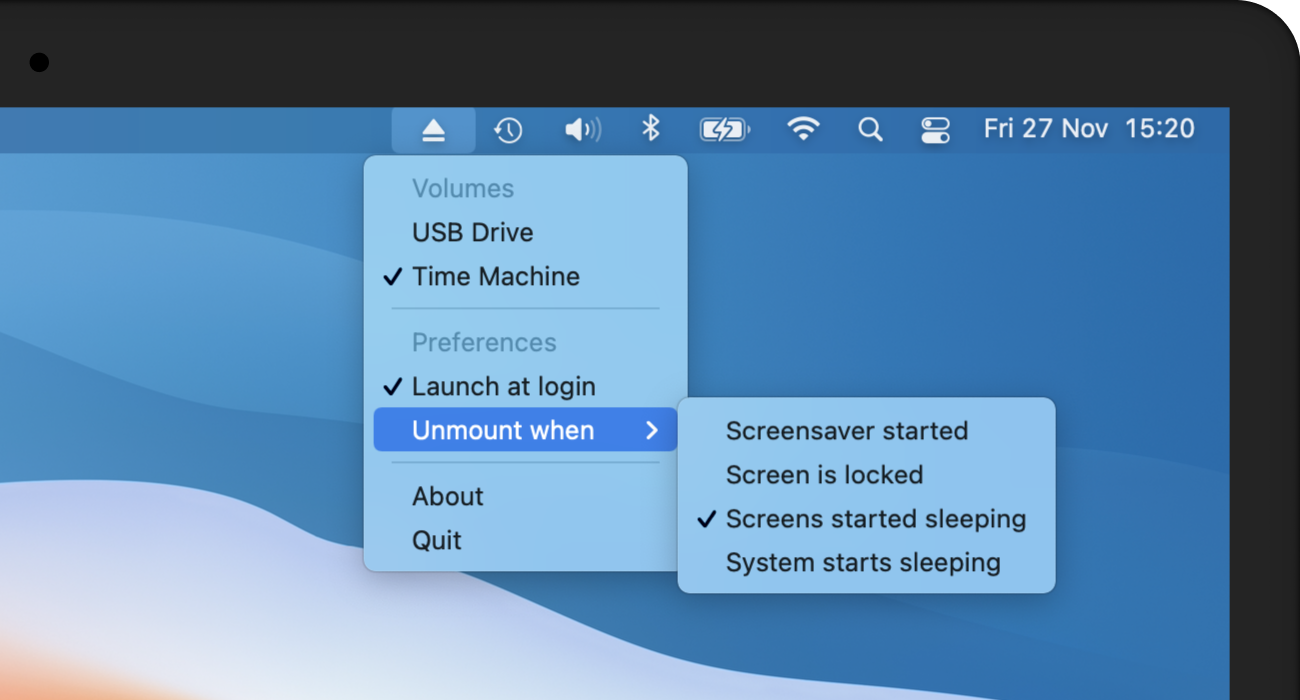 Fri 27 Nov 15:20
Volumes
USB Drive
Time Machine
Preferences
Launch at login
Unmount when
Screensaver started
Screen is locked
Screens started sleeping
System starts sleeping
About
Quit